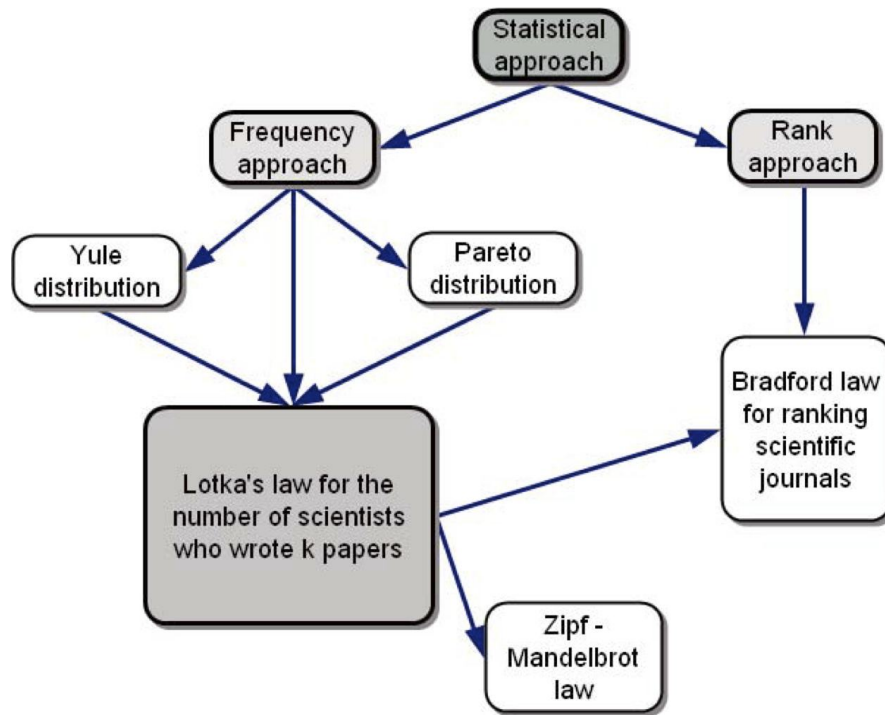 Statistical
approach
Frequency
approach
Rank
approach
Yule
distribution
Pareto
distribution
Bradford law
for ranking
scientific
journals
Lotka's law for the
number of scientists
who wrote k papers
Zipf -
Mandelbrot
law